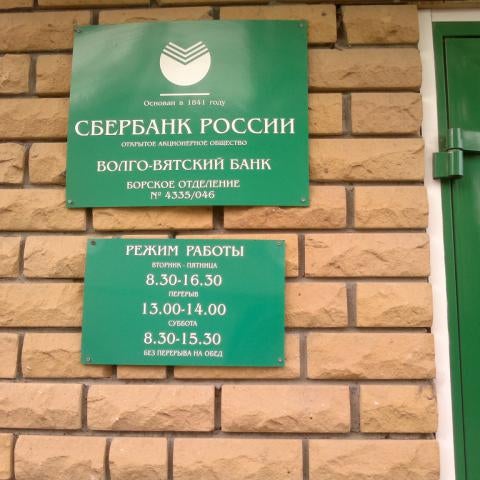 Основан в 1841 году
СБЕРБАНК РОССИИ
ОТКРЫТОЕ АКЦИОНЕРНОЕ ОБЩЕСТВО
ВОЛГО-ВЯТСКИЙ БАНК
БОРСКОЕ ОТДЕЛЕНИЕ
№ 4335/046
РЕЖИМ РАБОТЫ
ВТОРНИК - ПЯТНИЦА
8.30-16.30
ПЕРЕРЫВ
13.00-14.00
СУББОТА
8.30-15.30
БЕЗ ПЕРЕРЫВА НА ОБЕД